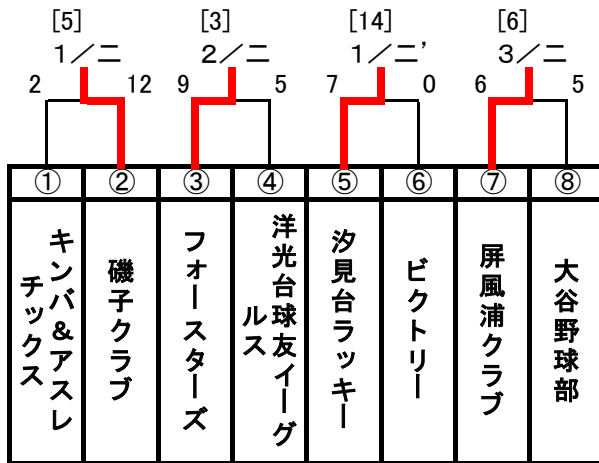 [5] [3] [14] [6]
1/ニ 2/ニ 1/ニ' 3/ニ
2 12 9 5 7 0 6 5
① ② ③ ④ ⑤ ⑥ ⑦ ⑧
キンバ&アスレ
チックス
磯子クラブ
フォースターズ
洋光台球友イーグ
ルス
汐見台ラッキー
ビクトリー
屏風浦クラブ
大谷野球部